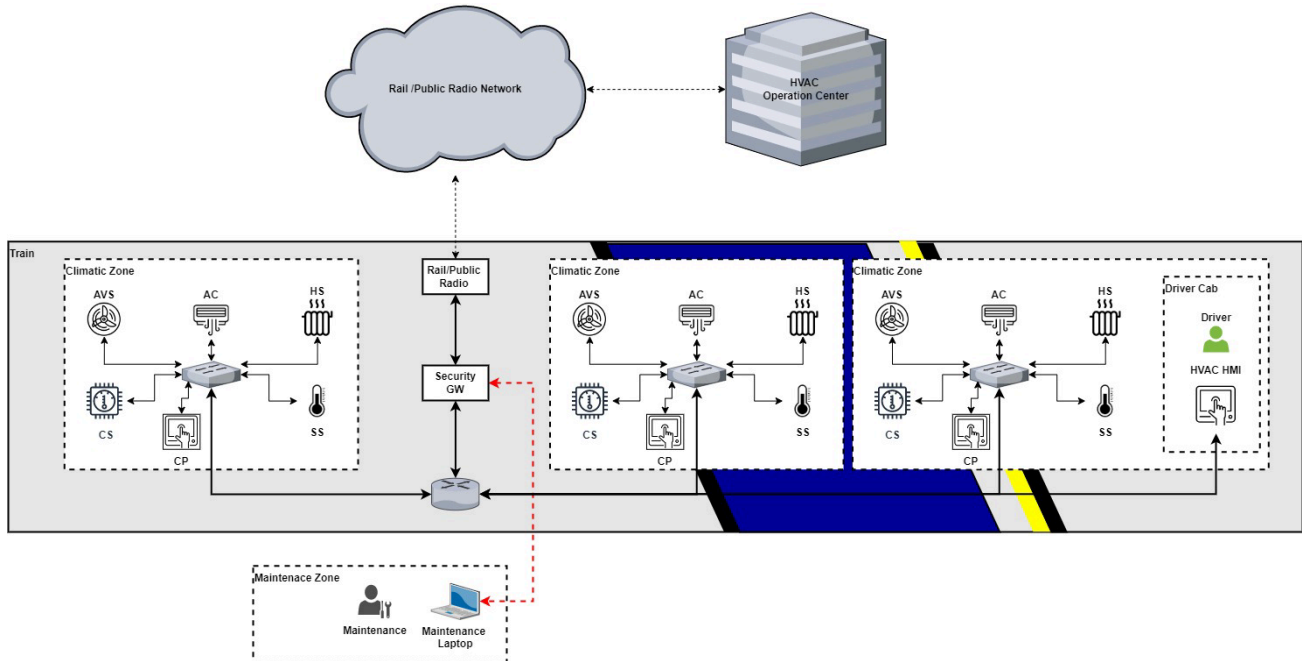 Rail /Public Radio Network
HVAC
Operation Center
Train
Climatic Zone
AVS
AC
HS
CS
CP
SS
Rail/Public
Radio
Security
GW
Climatic Zone
AVS
AC
HS
CS
CP
SS
Climatic Zone
AVS
AC
HS
CS
CP
SS
Driver Cab
Driver
HVAC HMI
Maintenace Zone
Maintenance
Maintenance
Laptop